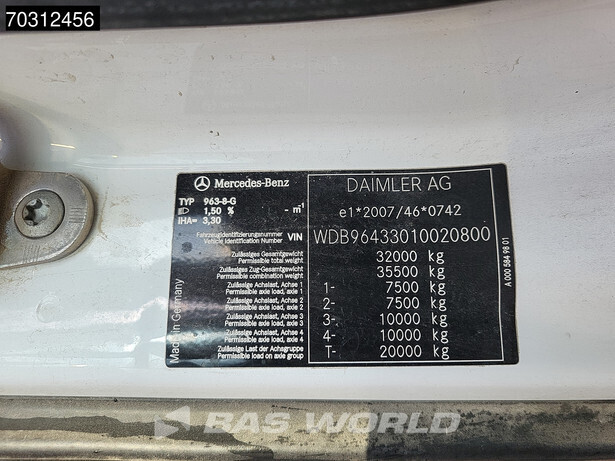 70312456
Mercedes-Benz
DAIMLER AG
TYP 963-8-G
1,50 % - m⁻¹
IHA= 3,30
e1*2007/46*0742
Fahrzeugidentifizierungsnummer
Vehicle Identification Number VIN WDB96433010020800
Zulässiges Gesamtgewicht
Permissible total weight 32000 kg
Zulässiges Zug-Gesamtgewicht
Permissible combination weight 35500 kg
Zulässige Achslast, Achse 1
Permissible axle load, axle 1 1- 7500 kg
Zulässige Achslast, Achse 2
Permissible axle load, axle 2 2- 7500 kg
Zulässige Achslast, Achse 3
Permissible axle load, axle 3 3- 10000 kg
Zulässige Achslast, Achse 4
Permissible axle load, axle 4 4- 10000 kg
Zulässige Last der Achsgruppe
Permissible load on axle group T- 20000 kg
Made in Germany
A 000 584 98 01
BAS WORLD